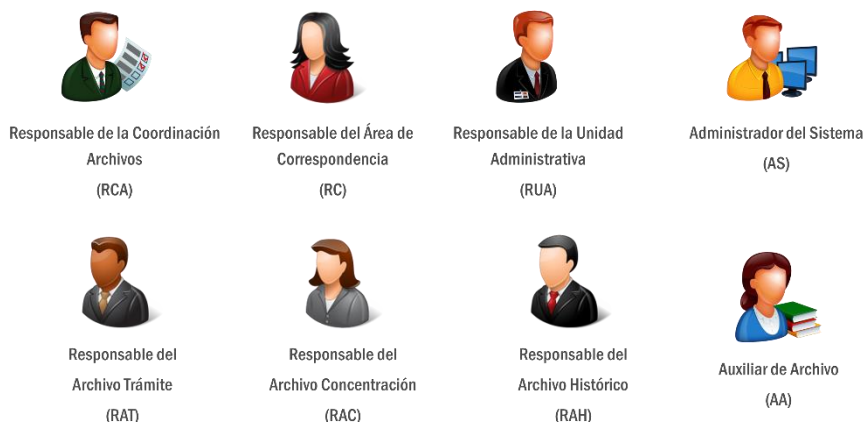 Responsable de la Coordinación
Archivos
(RCA)
Responsable del Área de
Correspondencia
(RC)
Responsable de la Unidad
Administrativa
(RUA)
Administrador del Sistema
(AS)
Responsable del
Archivo Trámite
(RAT)
Responsable del
Archivo Concentración
(RAC)
Responsable del
Archivo Histórico
(RAH)
Auxiliar de Archivo
(AA)